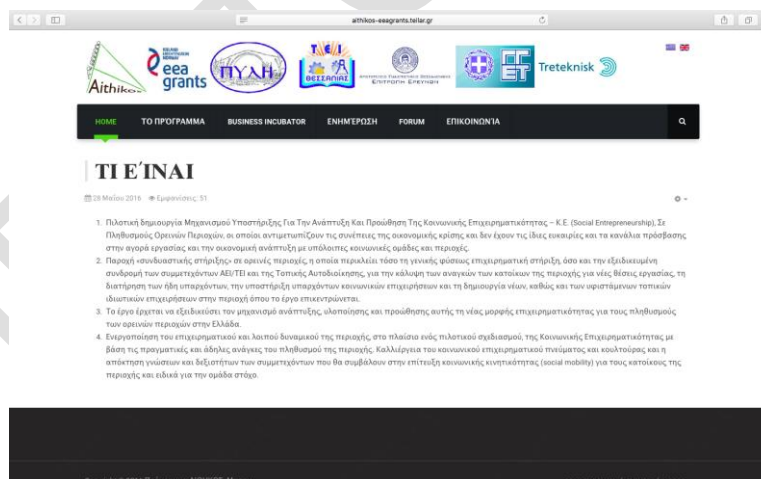 aithikos-eeagrants.teilar.gr
Aithikos
eea
grants
ΠΥΛΗ
Τ.Ε.Ι.
ΘΕΣΣΑΛΙΑΣ
ΕΠΙΤΡΟΠΗ ΕΡΕΥΝΩΝ
Treteknisk
HOME ΤΟ ΠΡΌΓΡΑΜΜΑ BUSINESS INCUBATOR ΕΝΗΜΈΡΩΣΗ FORUM ΕΠΙΚΟΙΝΩΝΊΑ
ΤΙ ΕΊΝΑΙ
28 Μαΐου 2016 Εμφανίσεις: 51
1. Πιλοτική δημιουργία Μηχανισμού Υποστήριξης Για Την Ανάπτυξη Και Προώθηση Της Κοινωνικής Επιχειρηματικότητας – Κ.Ε. (Social Entrepreneurship), Σε
Πληθυσμούς Ορεινών Περιοχών, οι οποίοι αντιμετωπίζουν τις συνέπειες της οικονομικής κρίσης και δεν έχουν τις ίδιες ευκαιρίες και τα κανάλια πρόσβασης
στην αγορά εργασίας και την οικονομική ανάπτυξη με υπόλοιπες κοινωνικές ομάδες και περιοχές.
2. Παροχή «συνδυαστικής στήριξης» σε ορεινές περιοχές, η οποία περικλείει τόσο τη γενικής φύσεως επιχειρηματική στήριξη, όσο και την εξειδικευμένη
συνδρομή των συμμετεχόντων ΑΕΙ/ΤΕΙ και της Τοπικής Αυτοδιοίκησης, για την κάλυψη των αναγκών των κατοίκων της περιοχής για νέες θέσεις εργασίας, τη
διατήρηση των ήδη υπαρχόντων, την υποστήριξη υπαρχόντων κοινωνικών επιχειρήσεων και τη δημιουργία νέων, καθώς και των υφιστάμενων τοπικών
ιδιωτικών επιχειρήσεων στην περιοχή όπου το έργο επικεντρώνεται.
3. Το έργο έρχεται να εξειδικεύσει τον μηχανισμό ανάπτυξης, υλοποίησης και προώθησης αυτής τη νέας μορφής επιχειρηματικότητας για τους πληθυσμούς
των ορεινών περιοχών στην Ελλάδα.
4. Ενεργοποίηση του επιχειρηματικού και λοιπού δυναμικού της περιοχής, στο πλαίσιο ενός πιλοτικού σχεδιασμού, της Κοινωνικής Επιχειρηματικότητας με
βάση τις πραγματικές και άδηλες ανάγκες του πληθυσμού της περιοχής. Καλλιέργεια του κοινωνικού επιχειρηματικού πνεύματος και κουλτούρας και η
απόκτηση γνώσεων και δεξιοτήτων των συμμετεχόντων που θα συμβάλουν στην επίτευξη κοινωνικής κινητικότητας (social mobility) για τους κατοίκους της
περιοχής και ειδικά για την ομάδα στόχο.